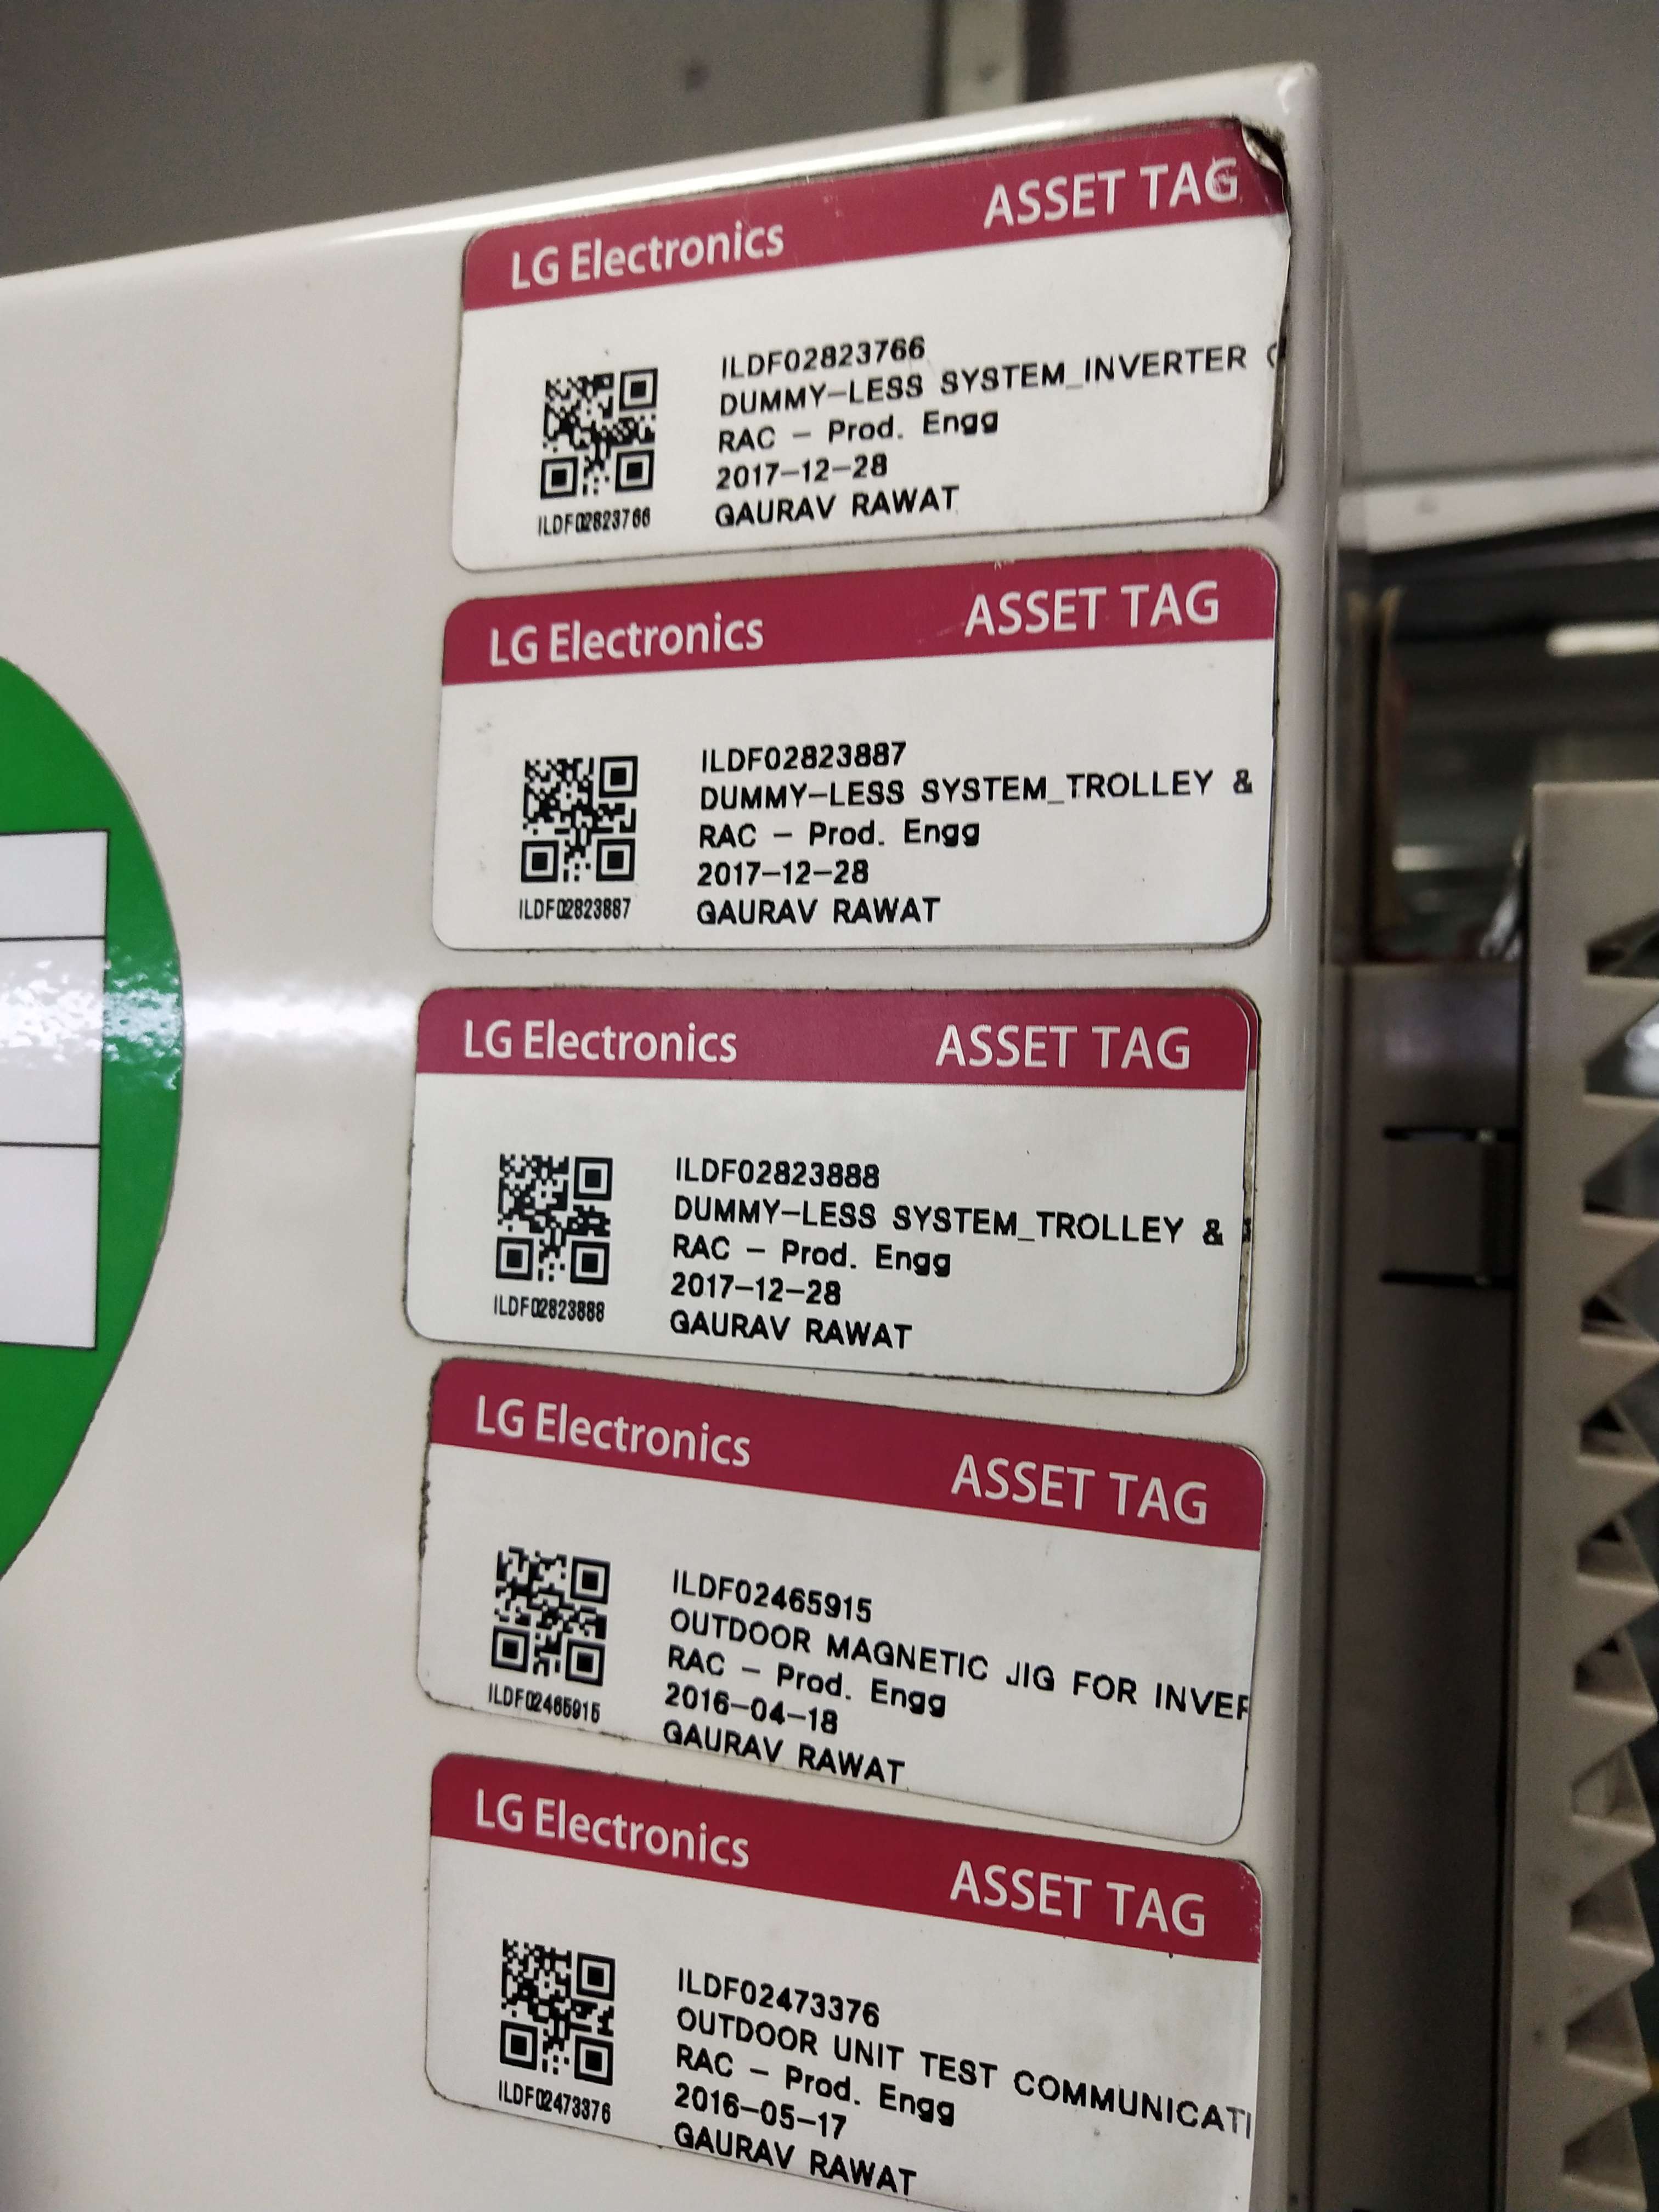 LG Electronics ASSET TAG
ILDF02823766
DUMMY-LESS SYSTEM_INVERTER
RAC - Prod. Engg
2017-12-28
GAURAV RAWAT
ILDF02823766
LG Electronics ASSET TAG
ILDF02823887
DUMMY-LESS SYSTEM_TROLLEY &
RAC - Prod. Engg
2017-12-28
GAURAV RAWAT
ILDF02823887
LG Electronics ASSET TAG
ILDF02823888
DUMMY-LESS SYSTEM_TROLLEY &
RAC - Prod. Engg
2017-12-28
GAURAV RAWAT
ILDF02823888
LG Electronics ASSET TAG
ILDF02465915
OUTDOOR MAGNETIC JIG FOR INVER
RAC - Prod. Engg
2016-04-18
GAURAV RAWAT
ILDF02465915
LG Electronics ASSET TAG
ILDF02473376
OUTDOOR UNIT TEST COMMUNICATI
RAC - Prod. Engg
2016-05-17
GAURAV RAWAT
ILDF02473376